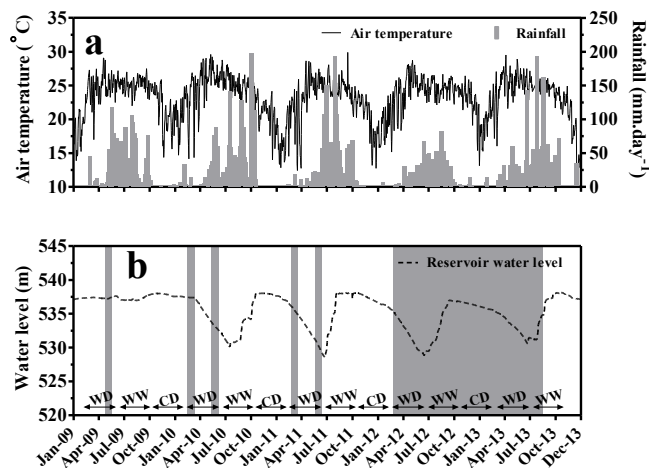 a
Air temperature
Rainfall
Air temperature (°C)
35
30
25
20
15
10
Rainfall (mm.day-1)
250
200
150
100
50
0
b
Reservoir water level
Water level (m)
545
540
535
530
525
520
WD WW CD WD WW CD WD WW CD WD WW CD WD WW
Jan-09 Apr-09 Jul-09 Oct-09 Jan-10 Apr-10 Jul-10 Oct-10 Jan-11 Apr-11 Jul-11 Oct-11 Jan-12 Apr-12 Jul-12 Oct-12 Jan-13 Apr-13 Jul-13 Oct-13 Dec-13